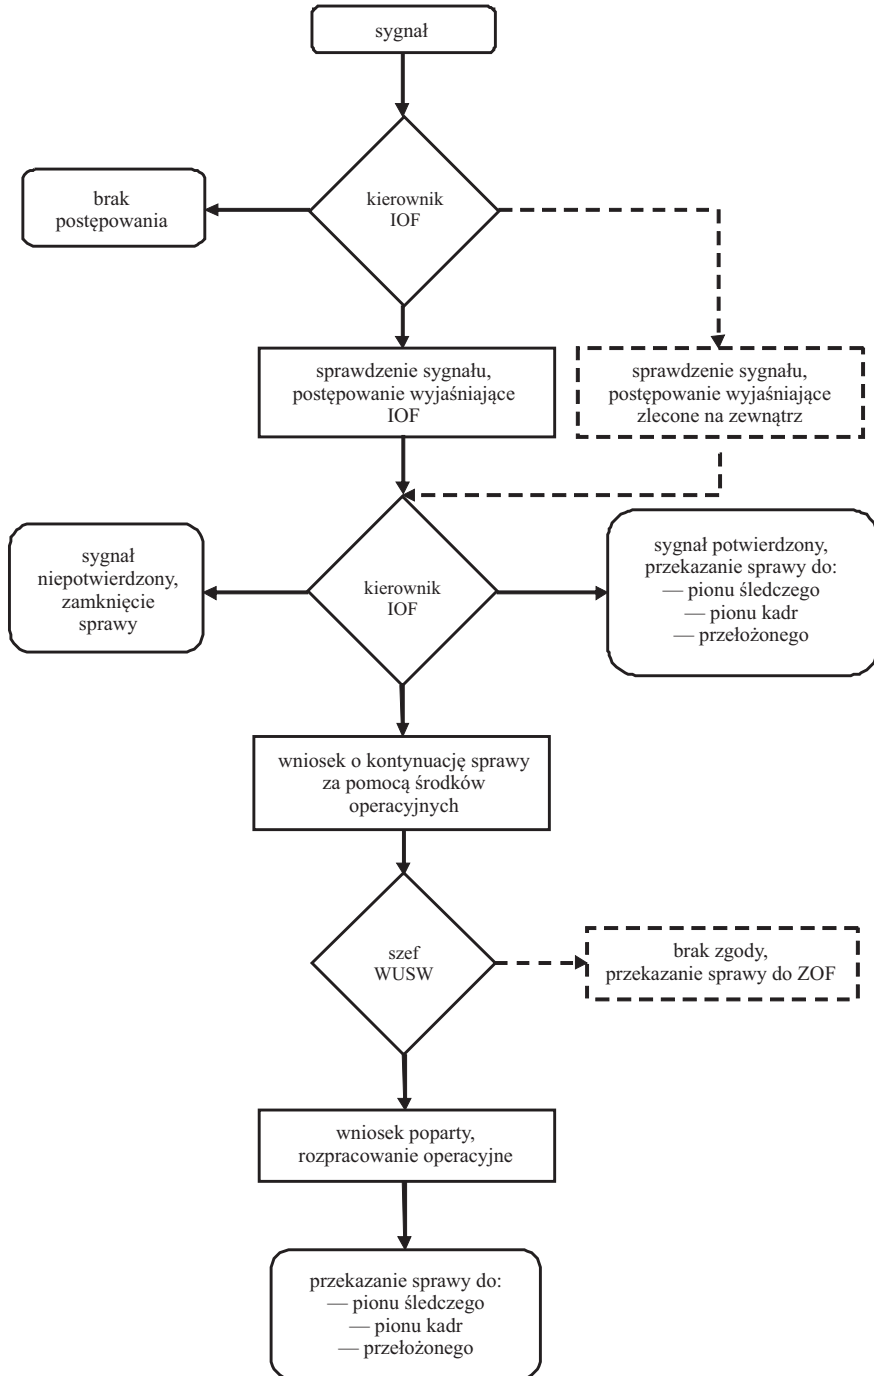 sygnał
brak
postępowania
kierownik
IOF
sprawdzenie sygnału,
postępowanie wyjaśniające
IOF
sprawdzenie sygnału,
postępowanie wyjaśniające
zlecone na zewnątrz
sygnał
niepotwierdzony,
zamknięcie
sprawy
kierownik
IOF
sygnał potwierdzony,
przekazanie sprawy do:
— pionu śledczego
— pionu kadr
— przełożonego
wniosek o kontynuację sprawy
za pomocą środków
operacyjnych
szef
WUSW
brak zgody,
przekazanie sprawy do ZOF
wniosek poparty,
rozpracowanie operacyjne
przekazanie sprawy do:
— pionu śledczego
— pionu kadr
— przełożonego